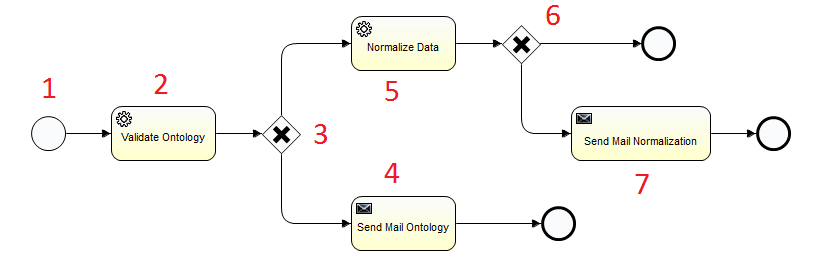 1
2
Validate Ontology
3
Normalize Data
5
6
4
Send Mail Ontology
Send Mail Normalization
7